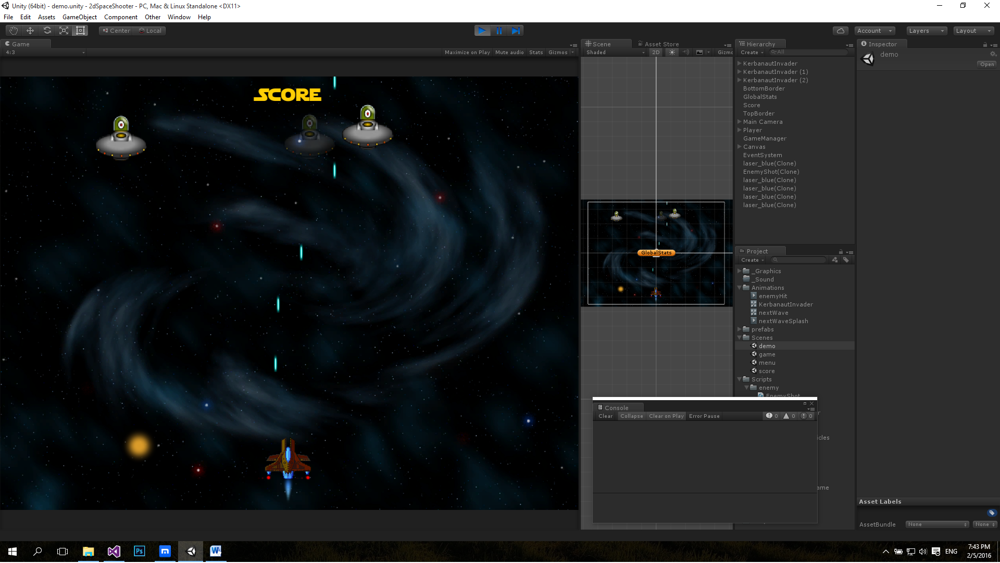 Unity (64bit) - demo.unity - 2dSpaceShooter - PC, Mac & Linux Standalone <DX11>
File Edit Assets GameObject Component Other Window Help
Center Local
Account Layers Layout
Game
4:3
Maximize on Play Mute audio Stats Gizmos
SCORE
Scene Asset Store
Shaded 2D Gizmo
GlobalStats
Hierarchy
Create All
KerbanautInvader
KerbanautInvader (1)
KerbanautInvader (2)
BottomBorder
GlobalStats
Score
TopBorder
Main Camera
Player
GameManager
Canvas
EventSystem
laser_blue(Clone)
EnemyShot(Clone)
laser_blue(Clone)
laser_blue(Clone)
laser_blue(Clone)
laser_blue(Clone)
Project
Create
_Graphics
_Sound
Animations
enemyHit
KerbanautInvader
nextWave
nextWaveSplash
prefabs
Scenes
demo
game
menu
score
Scripts
enemy
EnemyShot
r
icles
ame
Console
Clear Collapse Clear on Play Error Pause 0 0 0
Inspector
demo
Open
Asset Labels
AssetBundle None None
Ps m W
ENG
7:43 PM
2/5/2016